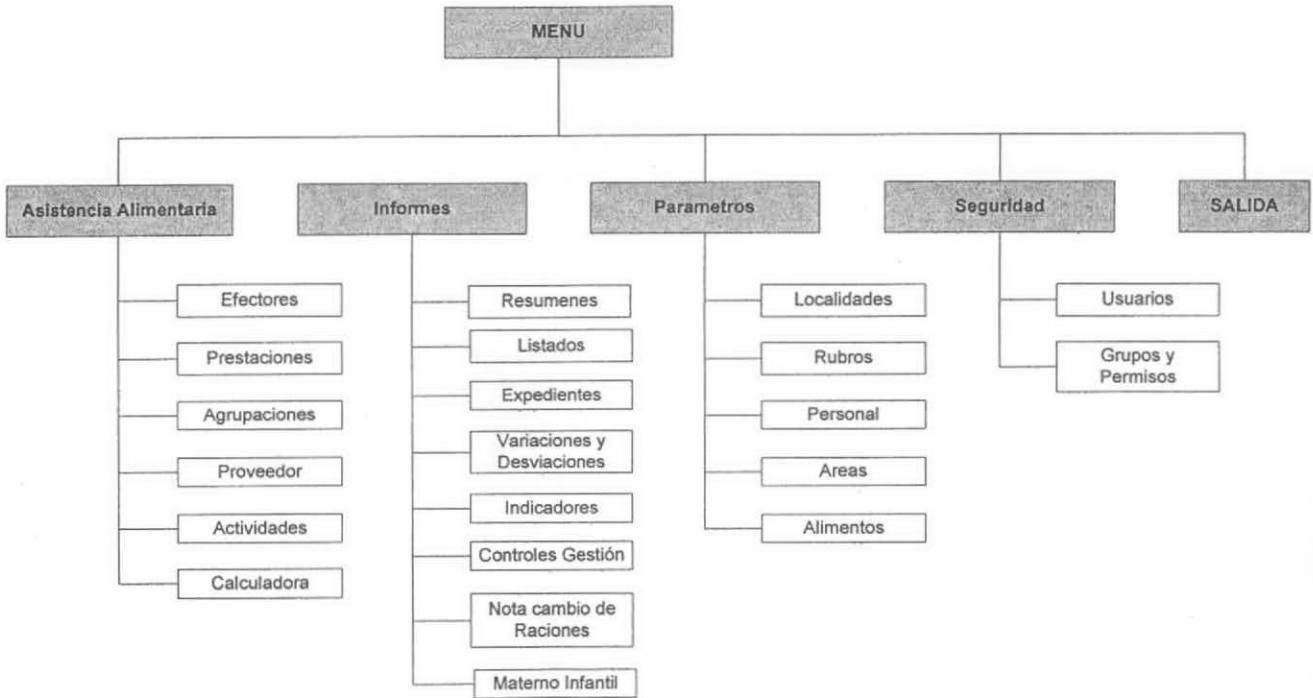 MENU
Asistencia Alimentaria
Informes
Parametros
Seguridad
SALIDA
Efectores
Prestaciones
Agrupaciones
Proveedor
Actividades
Calculadora
Resumenes
Listados
Expedientes
Variaciones y
Desviaciones
Indicadores
Controles Gestión
Nota cambio de
Raciones
Materno Infantil
Localidades
Rubros
Personal
Areas
Alimentos
Usuarios
Grupos y
Permisos